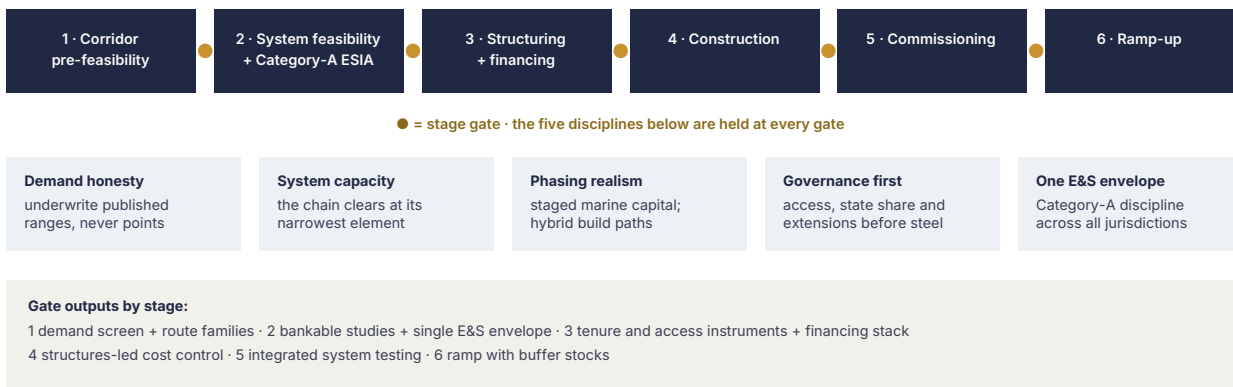 1 · Corridor
pre-feasibility
2 · System feasibility
+ Category-A ESIA
3 · Structuring
+ financing
4 · Construction
5 · Commissioning
6 · Ramp-up
● = stage gate · the five disciplines below are held at every gate
Demand honesty
underwrite published
ranges, never points
System capacity
the chain clears at its
narrowest element
Phasing realism
staged marine capital;
hybrid build paths
Governance first
access, state share and
extensions before steel
One E&S envelope
Category-A discipline
across all jurisdictions
Gate outputs by stage:
1 demand screen + route families · 2 bankable studies + single E&S envelope · 3 tenure and access instruments + financing stack
4 structures-led cost control · 5 integrated system testing · 6 ramp with buffer stocks